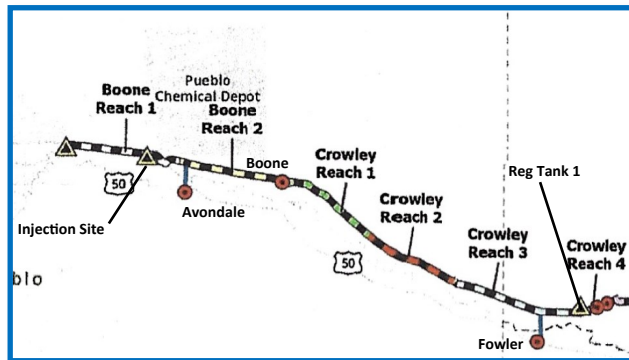 Pueblo
Chemical Depot
Boone
Reach 1
Boone
Reach 2
Boone
Crowley
Reach 1
Reg Tank 1
50
Avondale
Injection Site
Crowley
Reach 2
Crowley
Reach 3
Crowley
Reach 4
50
blo
Fowler